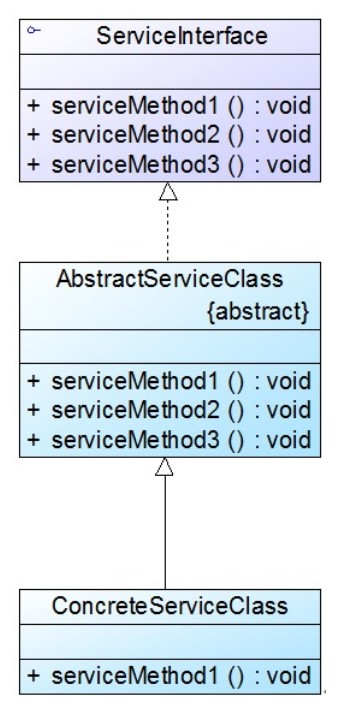 ServiceInterface
+ serviceMethod1 () : void
+ serviceMethod2 () : void
+ serviceMethod3 () : void
AbstractServiceClass
{abstract}
+ serviceMethod1 () : void
+ serviceMethod2 () : void
+ serviceMethod3 () : void
ConcreteServiceClass
+ serviceMethod1 () : void